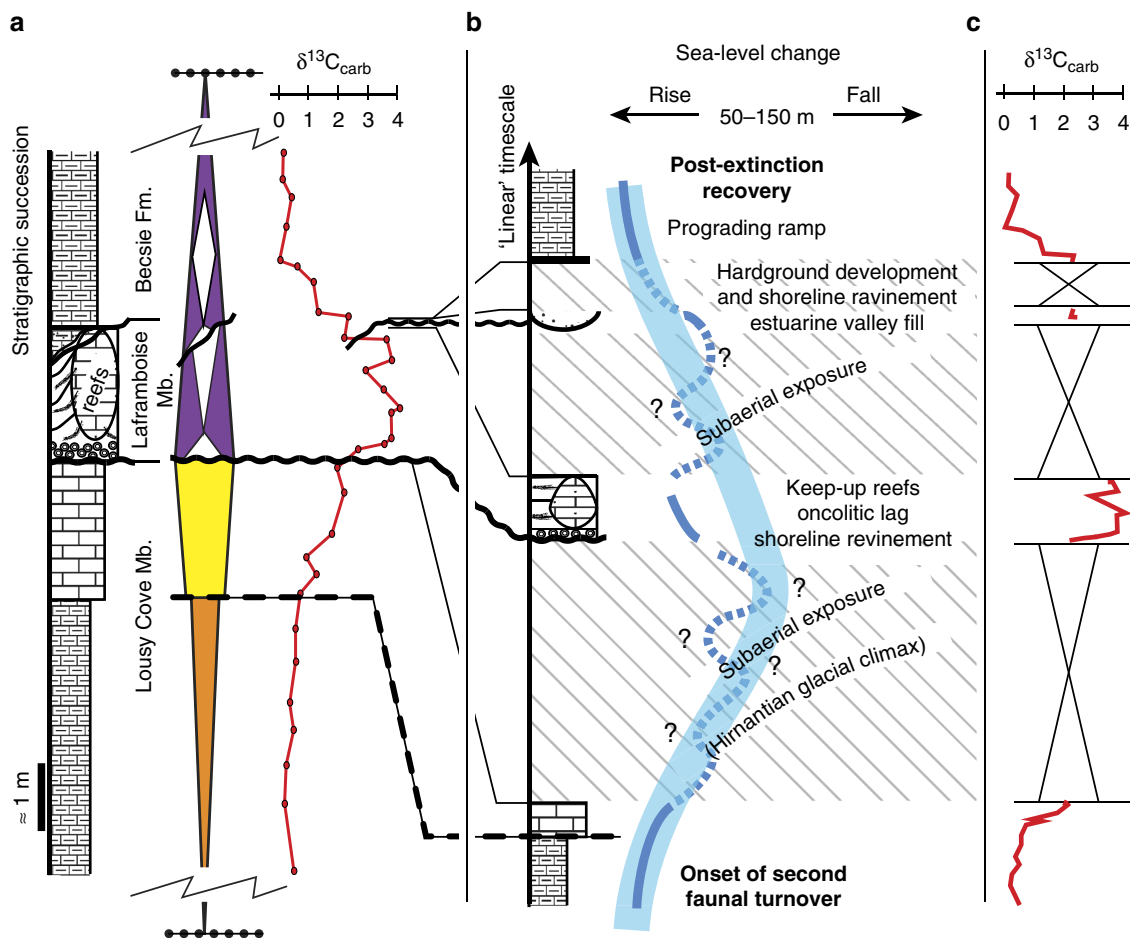 a
δ13Ccarb
0 1 2 3 4
Stratigraphic succession
Becsie Fm.
Laframboise
Mb.
reefs
Lousy Cove Mb.
≈ 1 m
b
Sea-level change
Rise
Fall
50–150 m
'Linear' timescale
Post-extinction
recovery
Prograding ramp
Hardground development
and shoreline ravinement
estuarine valley fill
?
?
Subaerial exposure
Keep-up reefs
oncolitic lag
shoreline revinement
?
?
Subaerial exposure
?
?
(Hirnantian glacial climax)
Onset of second
faunal turnover
c
δ13Ccarb
0 1 2 3 4